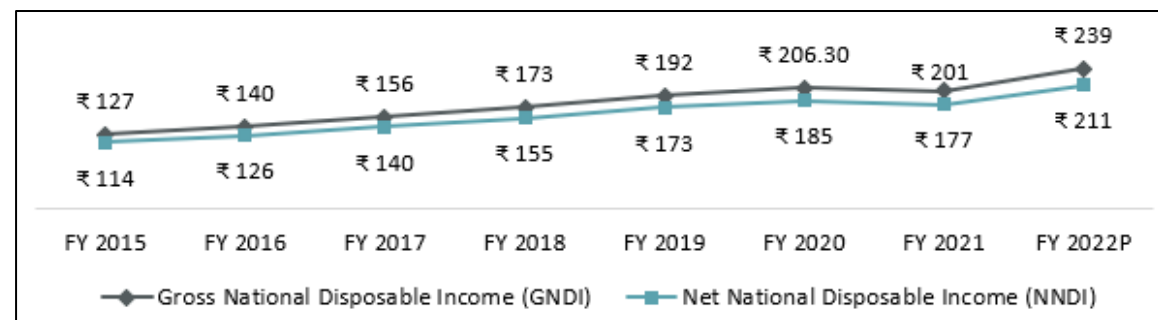 ₹ 127 ₹ 140 ₹ 156 ₹ 173 ₹ 192 ₹ 206.30 ₹ 201 ₹ 239
₹ 114 ₹ 126 ₹ 140 ₹ 155 ₹ 173 ₹ 185 ₹ 177 ₹ 211
FY 2015 FY 2016 FY 2017 FY 2018 FY 2019 FY 2020 FY 2021 FY 2022P
Gross National Disposable Income (GNDI) Net National Disposable Income (NNDI)